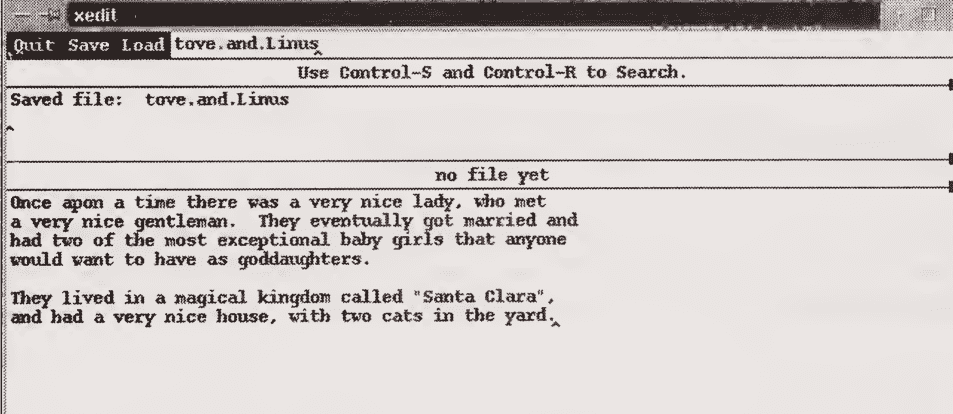 xedit
Quit Save Load tove.and.Linus
Use Control-S and Control-R to Search.
Saved file:  tove.and.Linus
no file yet
Once apon a time there was a very nice lady, who met
a very nice gentleman.  They eventually got married and
had two of the most exceptional baby girls that anyone
would want to have as goddaughters.

They lived in a magical kingdom called "Santa Clara",
and had a very nice house, with two cats in the yard.